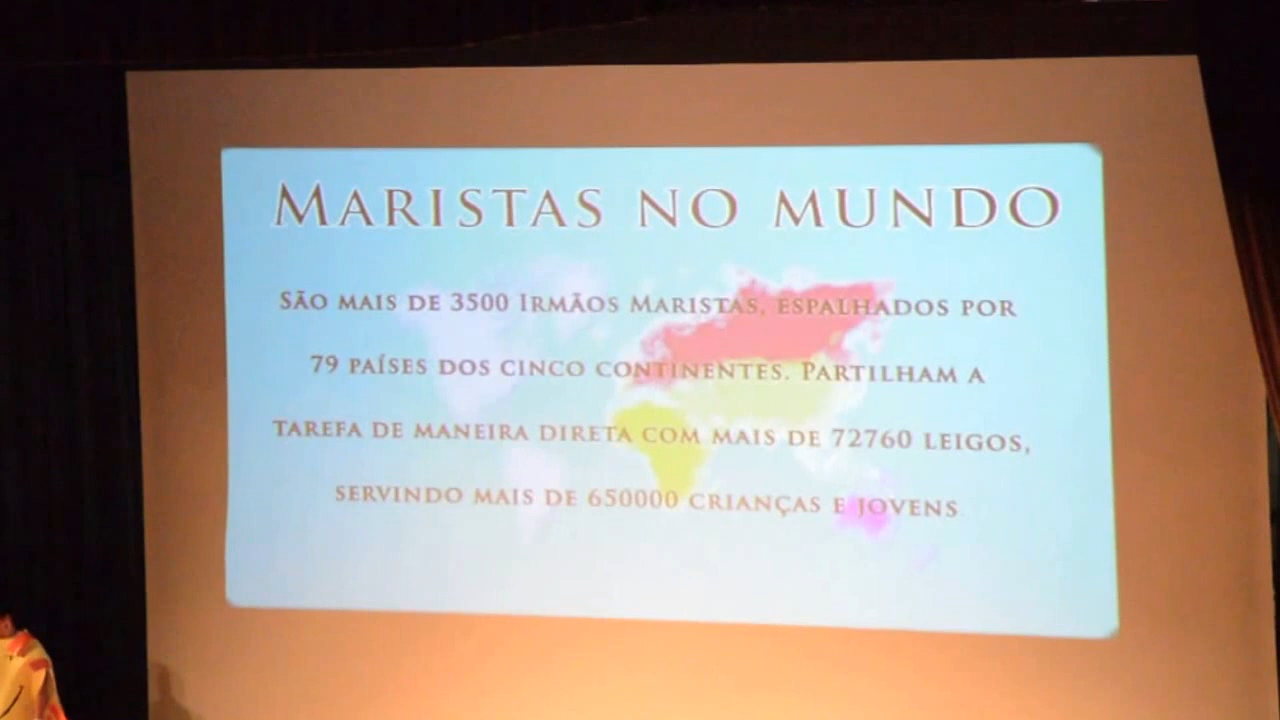 Maristas no mundo
São mais de 3500 Irmãos Maristas, espalhados por
79 países dos cinco continentes. Partilham a
tarefa de maneira direta com mais de 72760 leigos,
servindo mais de 650000 crianças e jovens